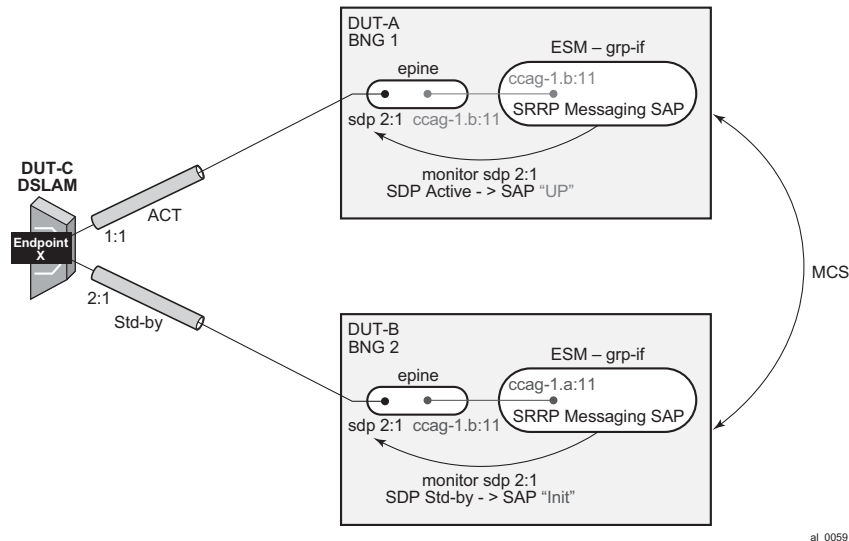 DUT-A
BNG 1
ESM – grp-if
epine
ccag-1.b:11
SRRP Messaging SAP
sdp 2:1 ccag-1.b:11
monitor sdp 2:1
SDP Active - > SAP “UP”
DUT-C
DSLAM
Endpoint
X
ACT
1:1
2:1
Std-by
MCS
DUT-B
BNG 2
ESM – grp-if
epine
ccag-1.a:11
SRRP Messaging SAP
sdp 2:1 ccag-1.b:11
monitor sdp 2:1
SDP Std-by - > SAP “Init”
al_0059